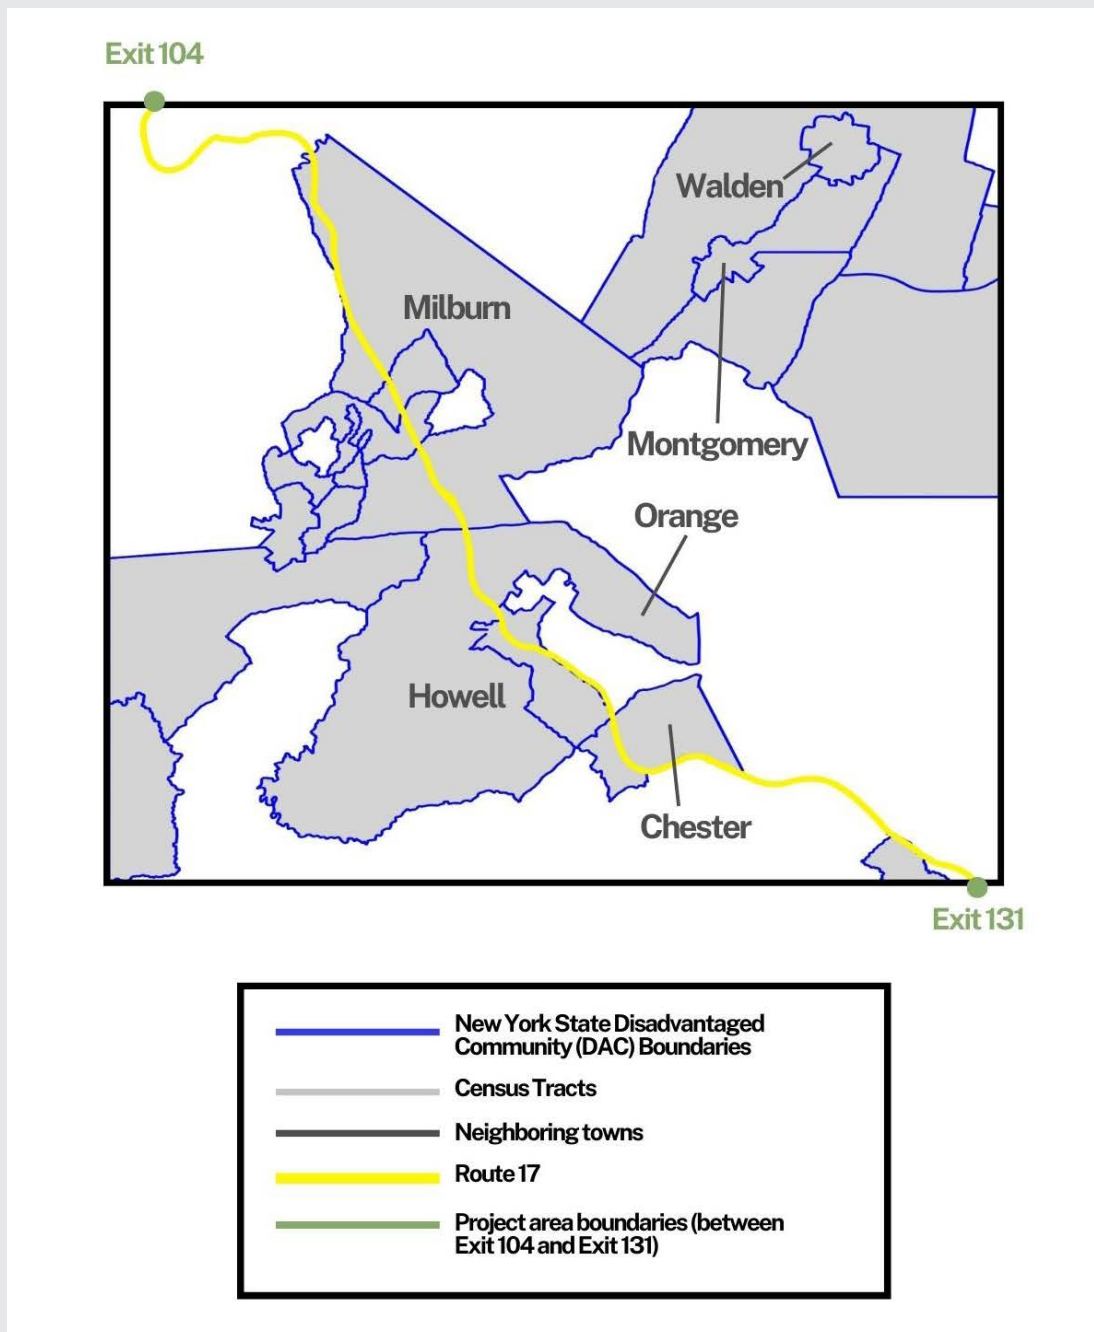 Exit 104
Walden
Milburn
Montgomery
Orange
Howell
Chester
Exit 131
New York State Disadvantaged
Community (DAC) Boundaries
Census Tracts
Neighboring towns
Route 17
Project area boundaries (between
Exit 104 and Exit 131)